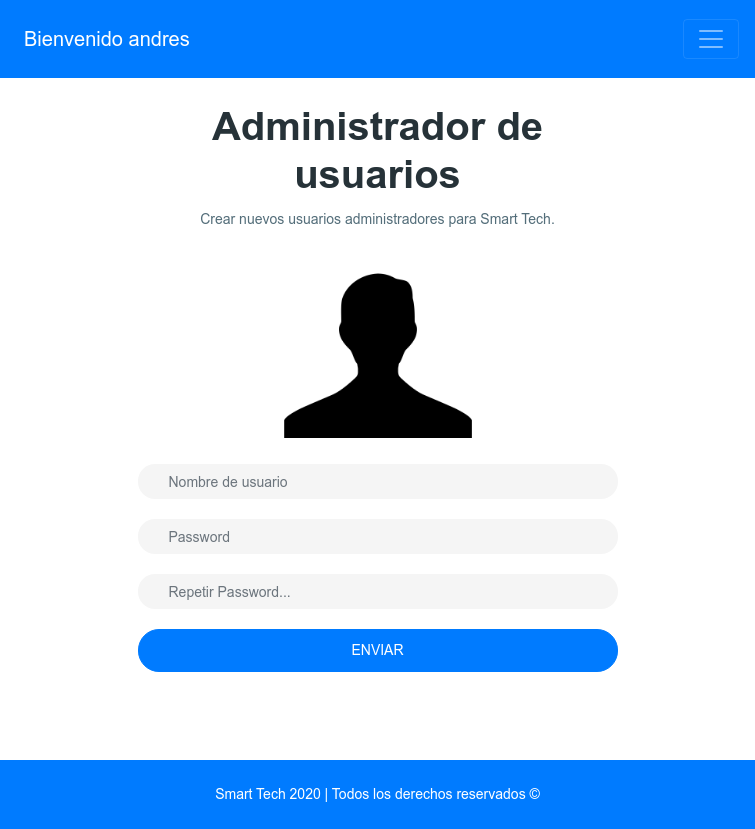 Bienvenido andres
Administrador de
usuarios
Crear nuevos usuarios administradores para Smart Tech.
Nombre de usuario
Password
Repetir Password...
ENVIAR
Smart Tech 2020 | Todos los derechos reservados ©